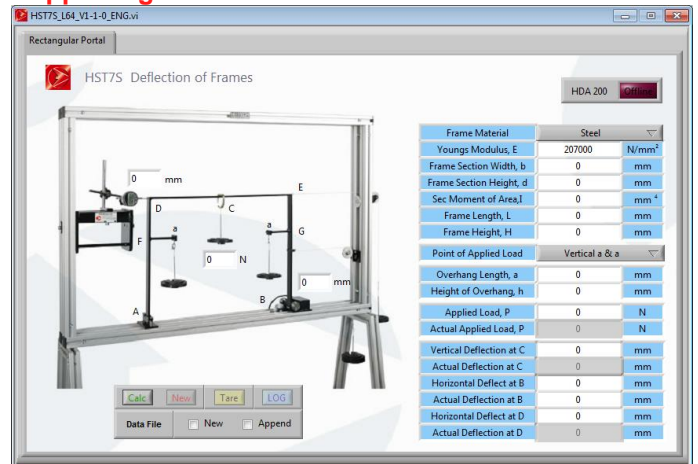 HST7S_L64_V1-1-0_ENG.vi
Rectangular Portal
HST7S Deflection of Frames
HDA 200 Offline
Frame Material Steel
Youngs Modulus, E 207000 N/mm²
Frame Section Width, b 0 mm
Frame Section Height, d 0 mm
Sec Moment of Area,I 0 mm ⁴
Frame Length, L 0 mm
Frame Height, H 0 mm
Point of Applied Load Vertical a & a
Overhang Length, a 0 mm
Height of Overhang, h 0 mm
Applied Load, P 0 N
Actual Applied Load, P 0 N
Vertical Deflection at C 0 mm
Actual Deflection at C 0 mm
Horizontal Deflect at B 0 mm
Actual Deflection at B 0 mm
Horizontal Deflect at D 0 mm
Actual Deflection at D 0 mm
0 mm
E
D
C
a
a
F
G
0 N
0 mm
B
A
Calc New Tare LOG
Data File New Append